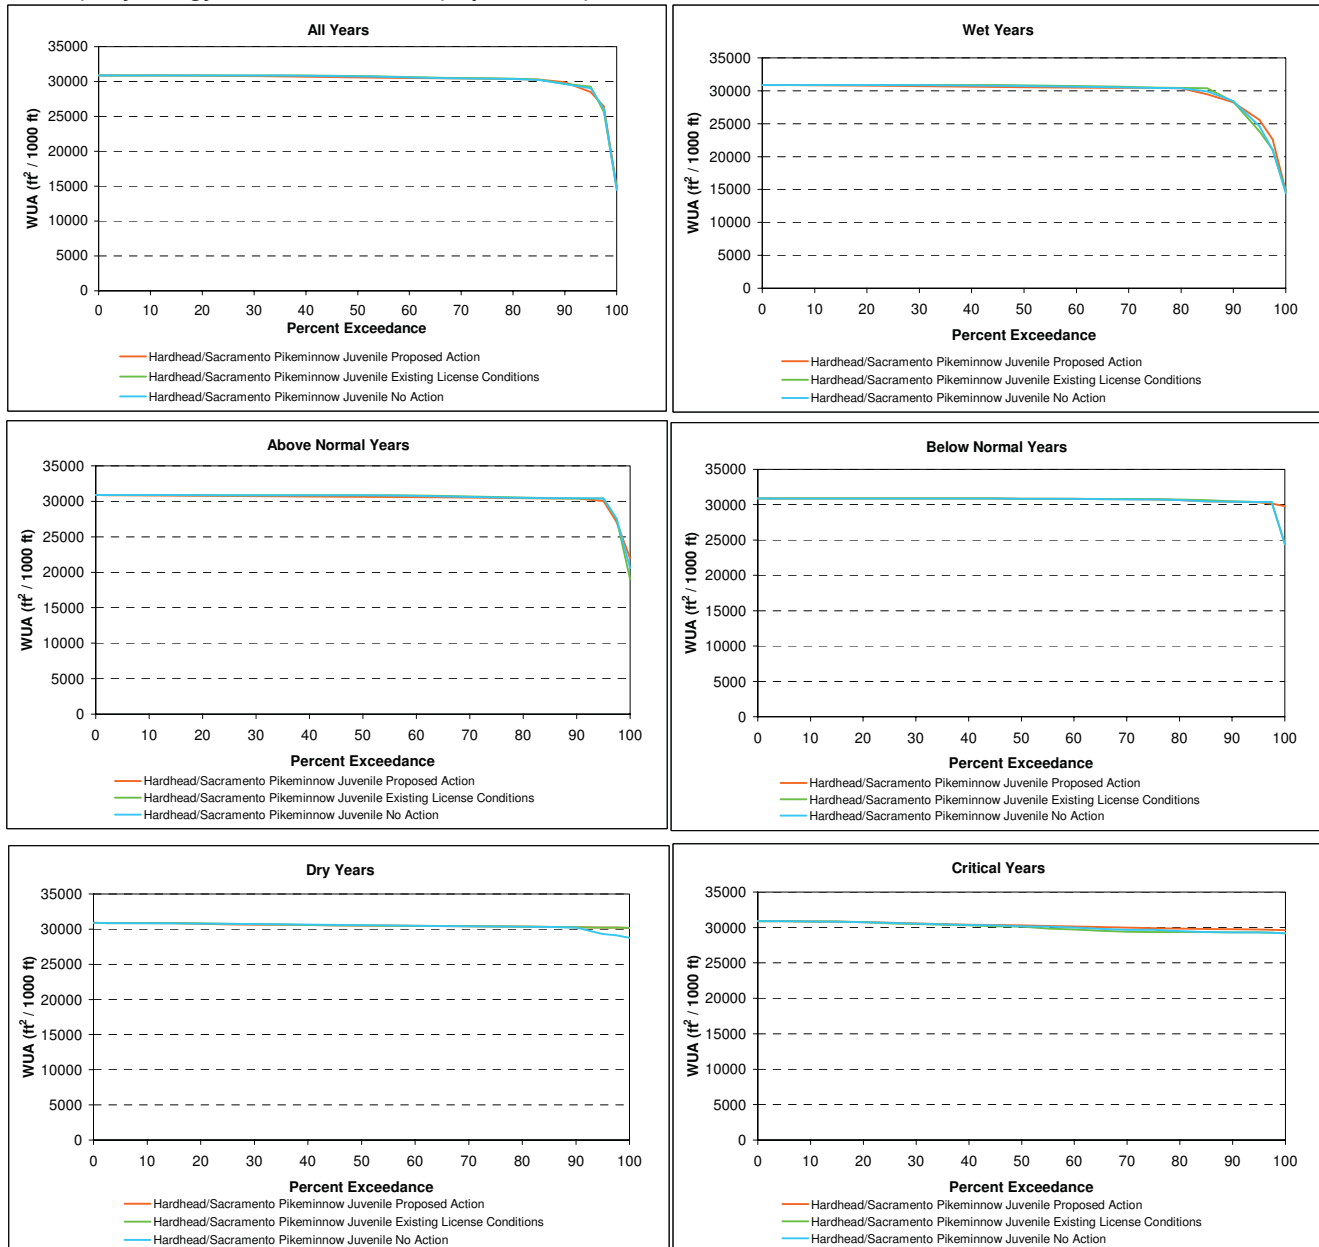 All Years
WUA (ft² / 1000 ft)
35000
30000
25000
20000
15000
10000
5000
0
0 10 20 30 40 50 60 70 80 90 100
Percent Exceedance
Hardhead/Sacramento Pikeminnow Juvenile Proposed Action
Hardhead/Sacramento Pikeminnow Juvenile Existing License Conditions
Hardhead/Sacramento Pikeminnow Juvenile No Action
Wet Years
WUA (ft² / 1000 ft)
35000
30000
25000
20000
15000
10000
5000
0
0 10 20 30 40 50 60 70 80 90 100
Percent Exceedance
Hardhead/Sacramento Pikeminnow Juvenile Proposed Action
Hardhead/Sacramento Pikeminnow Juvenile Existing License Conditions
Hardhead/Sacramento Pikeminnow Juvenile No Action
Above Normal Years
WUA (ft² / 1000 ft)
35000
30000
25000
20000
15000
10000
5000
0
0 10 20 30 40 50 60 70 80 90 100
Percent Exceedance
Hardhead/Sacramento Pikeminnow Juvenile Proposed Action
Hardhead/Sacramento Pikeminnow Juvenile Existing License Conditions
Hardhead/Sacramento Pikeminnow Juvenile No Action
Below Normal Years
WUA (ft² / 1000 ft)
35000
30000
25000
20000
15000
10000
5000
0
0 10 20 30 40 50 60 70 80 90 100
Percent Exceedance
Hardhead/Sacramento Pikeminnow Juvenile Proposed Action
Hardhead/Sacramento Pikeminnow Juvenile Existing License Conditions
Hardhead/Sacramento Pikeminnow Juvenile No Action
Dry Years
WUA (ft² / 1000 ft)
35000
30000
25000
20000
15000
10000
5000
0
0 10 20 30 40 50 60 70 80 90 100
Percent Exceedance
Hardhead/Sacramento Pikeminnow Juvenile Proposed Action
Hardhead/Sacramento Pikeminnow Juvenile Existing License Conditions
Hardhead/Sacramento Pikeminnow Juvenile No Action
Critical Years
WUA (ft² / 1000 ft)
35000
30000
25000
20000
15000
10000
5000
0
0 10 20 30 40 50 60 70 80 90 100
Percent Exceedance
Hardhead/Sacramento Pikeminnow Juvenile Proposed Action
Hardhead/Sacramento Pikeminnow Juvenile Existing License Conditions
Hardhead/Sacramento Pikeminnow Juvenile No Action